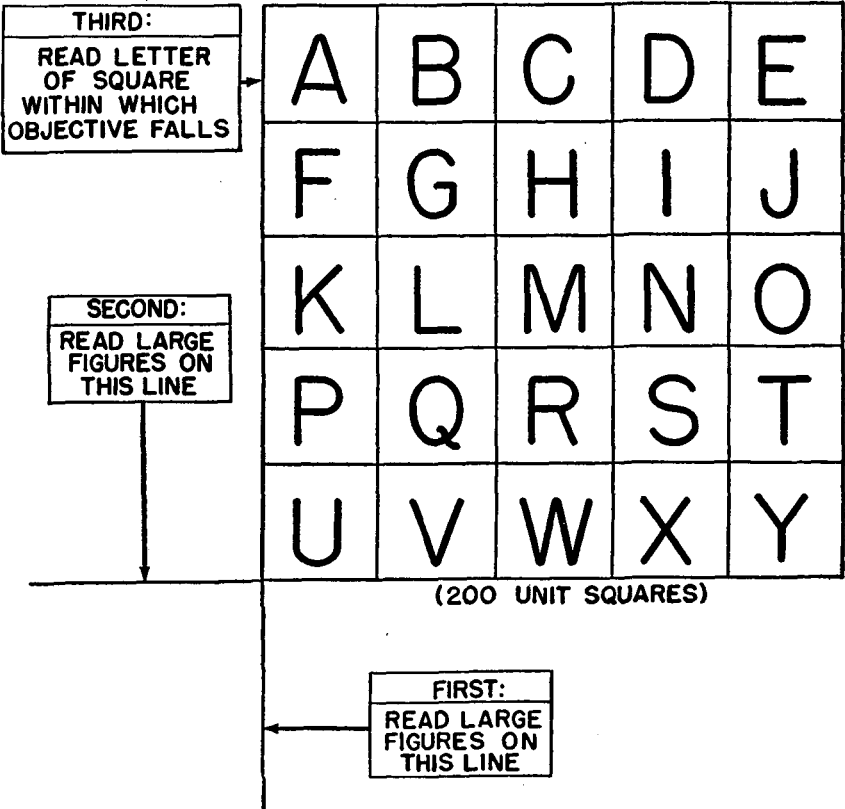 THIRD:
READ LETTER
OF SQUARE
WITHIN WHICH
OBJECTIVE FALLS
A B C D E
F G H I J
K L M N O
P Q R S T
U V W X Y
SECOND:
READ LARGE
FIGURES ON
THIS LINE
(200 UNIT SQUARES)
FIRST:
READ LARGE
FIGURES ON
THIS LINE